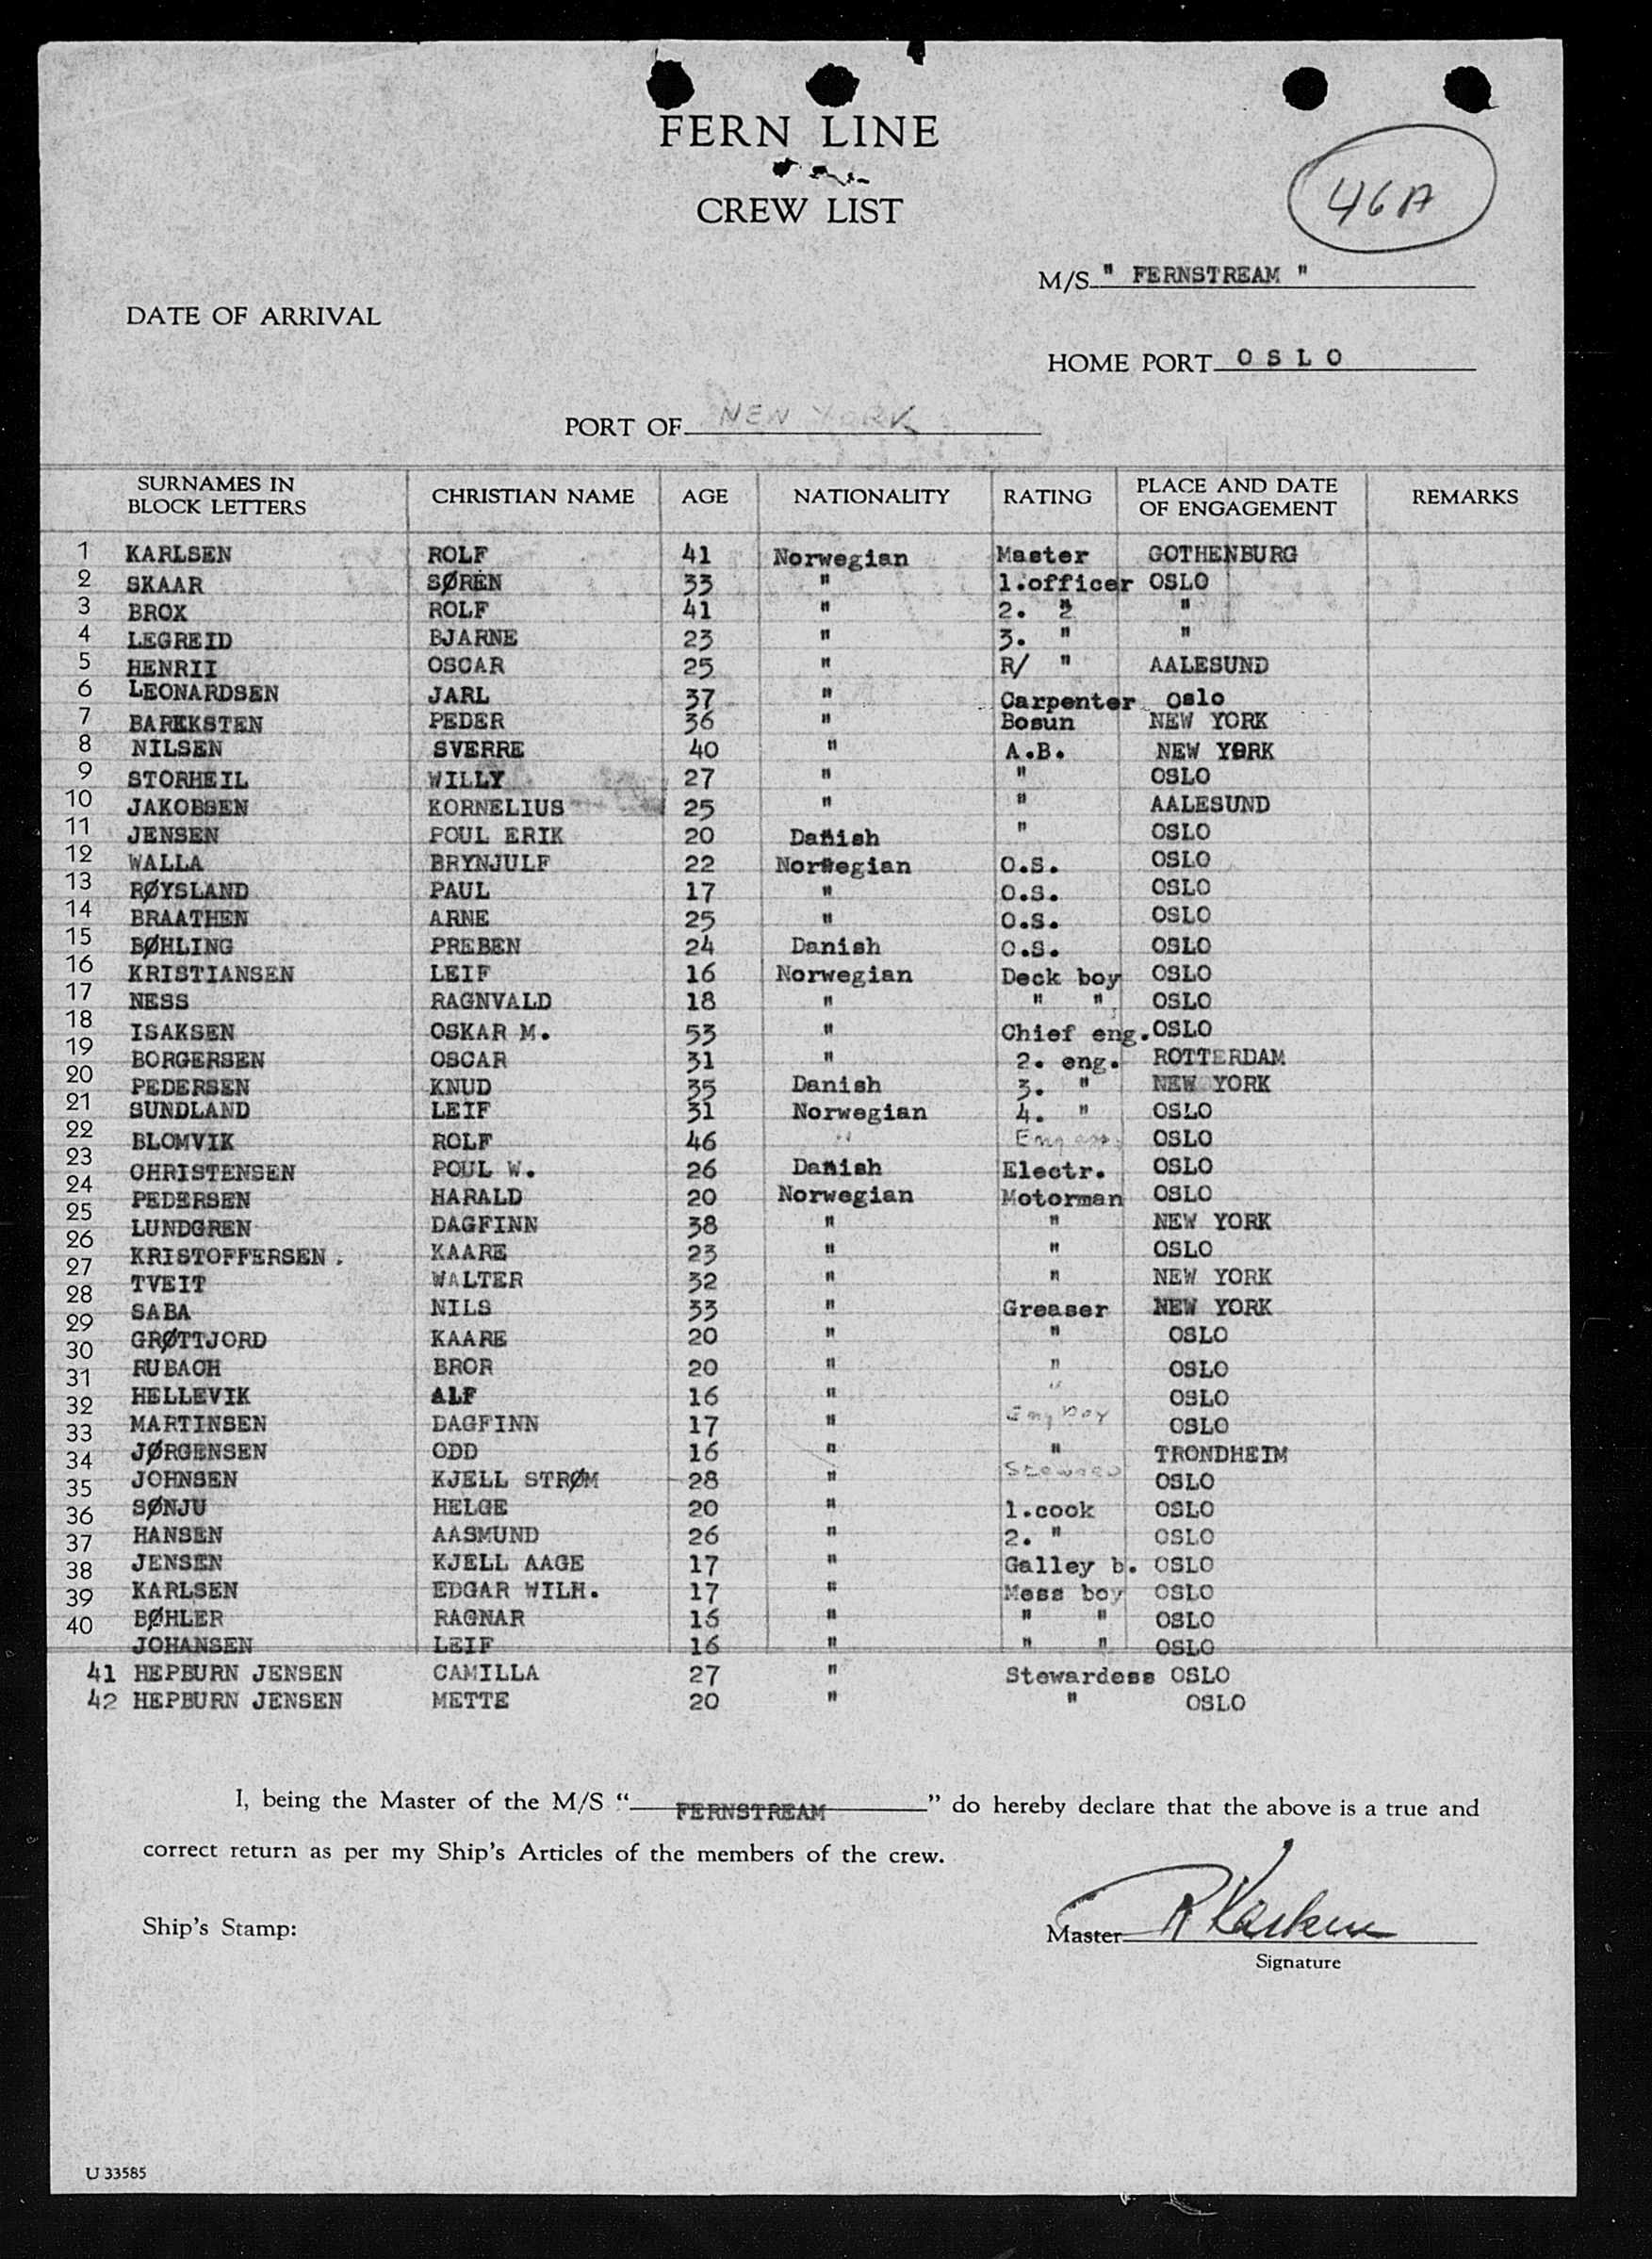 FERN LINE
CREW LIST
46A
M/S " FERNSTREAM "
DATE OF ARRIVAL
HOME PORT O S L O
PORT OF NEW YORK
SURNAMES IN BLOCK LETTERS CHRISTIAN NAME AGE NATIONALITY RATING PLACE AND DATE OF ENGAGEMENT REMARKS
1 KARLSEN ROLF 41 Norwegian Master GOTHENBURG
2 SKAAR SØREN 33 " 1.officer OSLO
3 BROX ROLF 41 " 2. " "
4 LEGREID BJARNE 23 " 3. " "
5 HENRII OSCAR 25 " R/ " AALESUND
6 LEONARDSEN JARL 37 " Carpenter Oslo
7 BAREKSTEN PEDER 36 " Bosun NEW YORK
8 NILSEN SVERRE 40 " A.B. NEW YORK
9 STORHEIL WILLY 27 " " OSLO
10 JAKOBSEN KORNELIUS 25 " " AALESUND
11 JENSEN POUL ERIK 20 Danish " OSLO
12 WALLA BRYNJULF 22 Norwegian O.S. OSLO
13 RØYSLAND PAUL 17 " O.S. OSLO
14 BRAATHEN ARNE 25 " O.S. OSLO
15 BØHLING PREBEN 24 Danish O.S. OSLO
16 KRISTIANSEN LEIF 16 Norwegian Deck boy OSLO
17 NESS RAGNVALD 18 " " " OSLO
18 ISAKSEN OSKAR M. 53 " Chief eng. OSLO
19 BORGERSEN OSCAR 31 " 2. eng. ROTTERDAM
20 PEDERSEN KNUD 35 Danish 3. " NEW YORK
21 SUNDLAND LEIF 31 Norwegian 4. " OSLO
22 BLOMVIK ROLF 46 " OSLO
23 CHRISTENSEN POUL W. 26 Danish Electr. OSLO
24 PEDERSEN HARALD 20 Norwegian Motorman OSLO
25 LUNDGREN DAGFINN 38 " " NEW YORK
26 KRISTOFFERSEN . KAARE 23 " " OSLO
27 TVEIT WALTER 32 " " NEW YORK
28 SABA NILS 33 " Greaser NEW YORK
29 GRØTTJORD KAARE 20 " " OSLO
30 RUBACH BROR 20 " " OSLO
31 HELLEVIK ALF 16 " " OSLO
32 MARTINSEN DAGFINN 17 " Eng boy OSLO
33 JØRGENSEN ODD 16 " " TRONDHEIM
34 JOHNSEN KJELL STRØM 28 " Steward OSLO
35 SØNJU HELGE 20 " 1.cook OSLO
36 HANSEN AASMUND 26 " 2. " OSLO
37 JENSEN KJELL AAGE 17 " Galley b. OSLO
38 KARLSEN EDGAR WILH. 17 " Mess boy OSLO
39 BØHLER RAGNAR 16 " " " OSLO
40 JOHANSEN LEIF 16 " " " OSLO
41 HEPBURN JENSEN CAMILLA 27 " Stewardess OSLO
42 HEPBURN JENSEN METTE 20 " " OSLO
I, being the Master of the M/S " FERNSTREAM " do hereby declare that the above is a true and
correct return as per my Ship's Articles of the members of the crew.
Ship's Stamp:
Master R Karlsen
Signature
U 33585